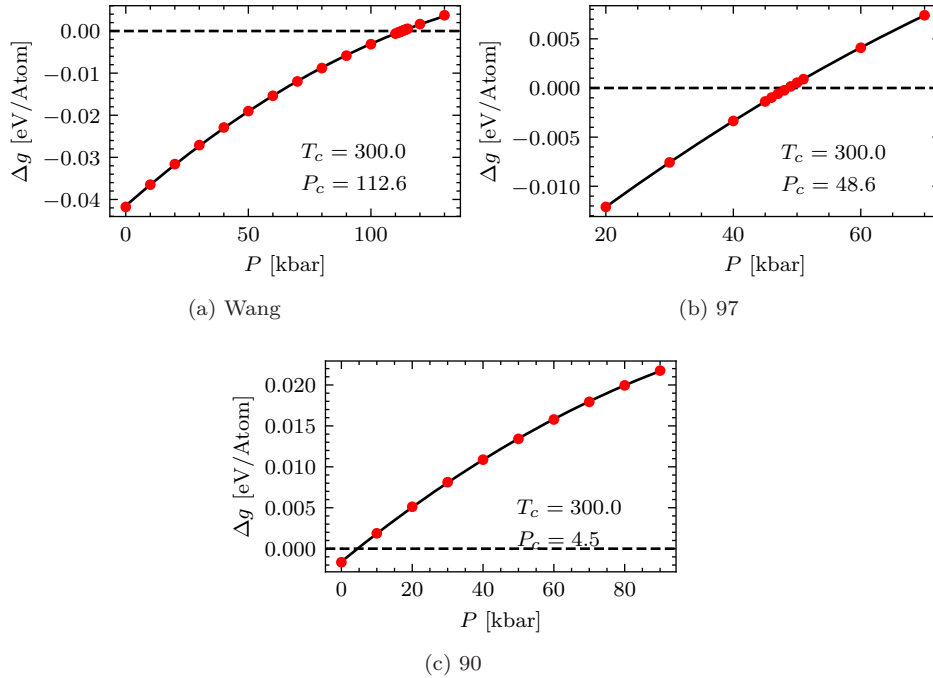 0.00
−0.01
−0.02
−0.03
−0.04
Δg [eV/Atom]
T_c = 300.0
P_c = 112.6
0 50 100
P [kbar]
(a) Wang
0.005
0.000
−0.005
−0.010
Δg [eV/Atom]
T_c = 300.0
P_c = 48.6
20 40 60
P [kbar]
(b) 97
0.020
0.015
0.010
0.005
0.000
Δg [eV/Atom]
T_c = 300.0
P_c = 4.5
0 20 40 60 80
P [kbar]
(c) 90